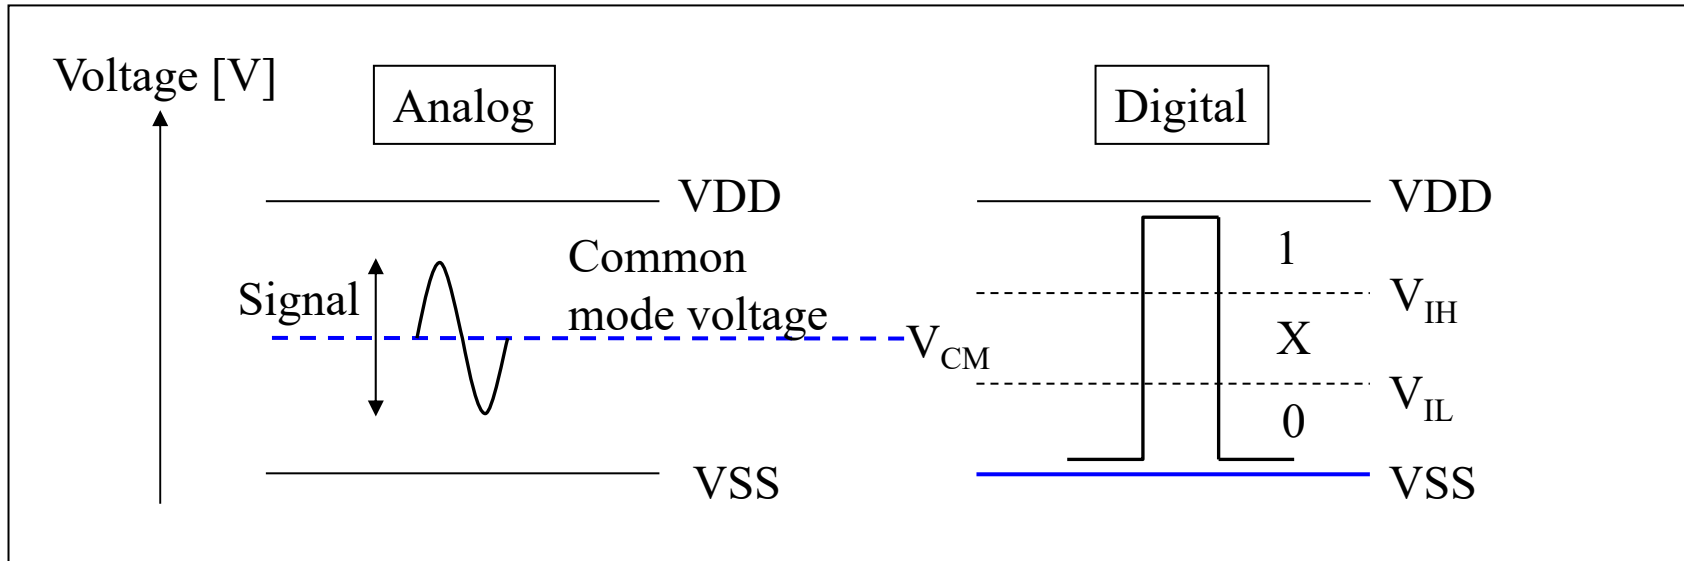 Voltage [V]
Analog
VDD
Signal
Common
mode voltage
V_CM
VSS
Digital
VDD
1
V_IH
X
V_IL
0
VSS